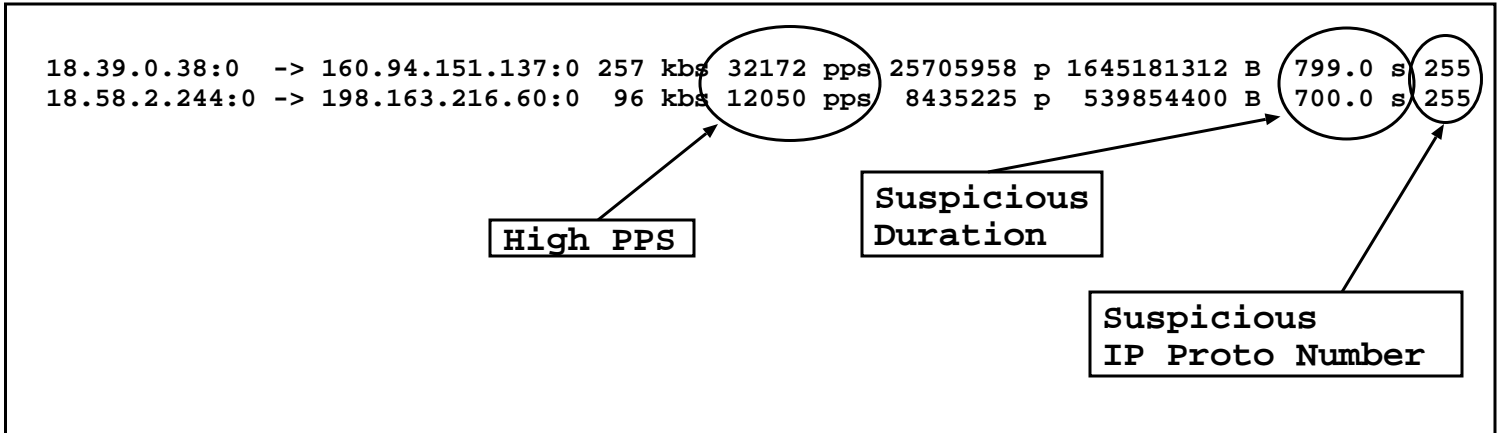 18.39.0.38:0  -> 160.94.151.137:0 257 kbs 32172 pps 25705958 p 1645181312 B  799.0 s 255
18.58.2.244:0 -> 198.163.216.60:0  96 kbs 12050 pps  8435225 p  539854400 B  700.0 s 255
Suspicious
Duration
High PPS
Suspicious
IP Proto Number